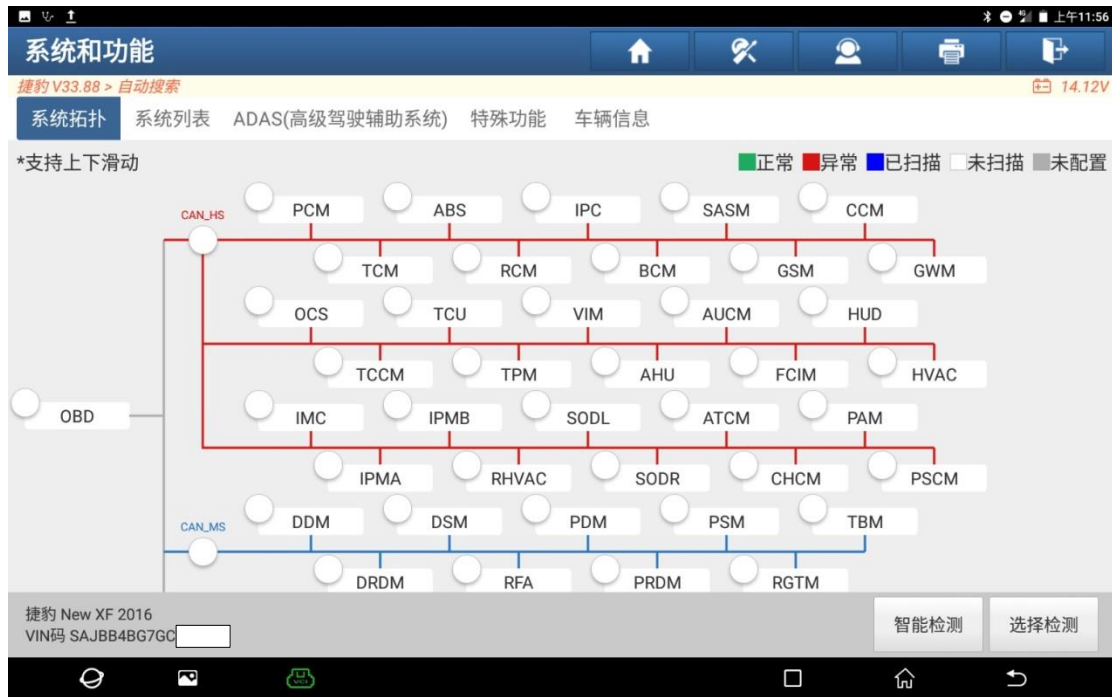 上午11:56
系统和功能
捷豹 V33.88 > 自动搜索
14.12V
系统拓扑 系统列表 ADAS(高级驾驶辅助系统) 特殊功能 车辆信息
*支持上下滑动
正常 异常 已扫描 未扫描 未配置
CAN_HS PCM ABS IPC SASM CCM
TCM RCM BCM GSM GWM
OCS TCU VIM AUCM HUD
TCCM TPM AHU FCIM HVAC
OBD
IMC IPMB SODL ATCM PAM
IPMA RHVAC SODR CHCM PSCM
CAN_MS DDM DSM PDM PSM TBM
DRDM RFA PRDM RGTM
捷豹 New XF 2016
VIN码 SAJBB4BG7GC
智能检测 选择检测
VCI